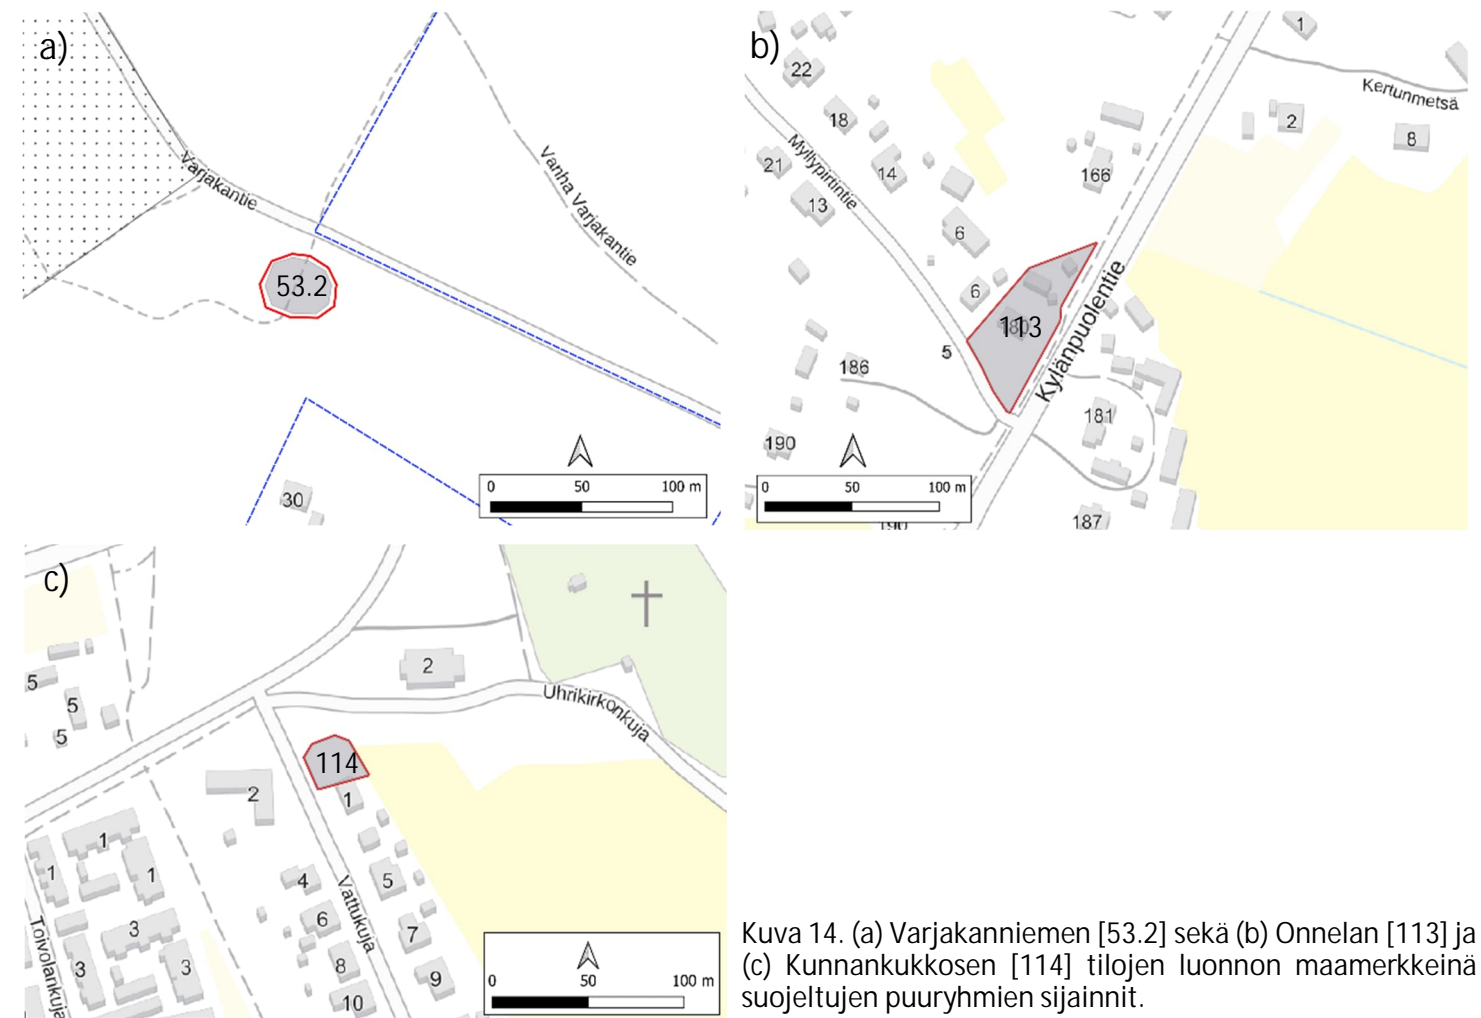 a)
Varjakantie
Vanha Varjakantie
53.2
30
0 50 100 m
b)
1
22
Kertunmetsä
18
2
8
Myllypirtintie
21
14
166
13
6
6
113
5
Kylänpuolentie
186
181
190
0 50 100 m
190
187
c)
2
5
5
5
Uhrikirkonkuja
114
2
1
1
1
1
4
5
Vattukuja
6
7
3
3
3
8
9
10
Toivolankuja
0 50 100 m
Kuva 14. (a) Varjakanniemen [53.2] sekä (b) Onnelan [113] ja
(c) Kunnankukkosen [114] tilojen luonnon maamerkkeinä
suojeltujen puuryhmien sijainnit.